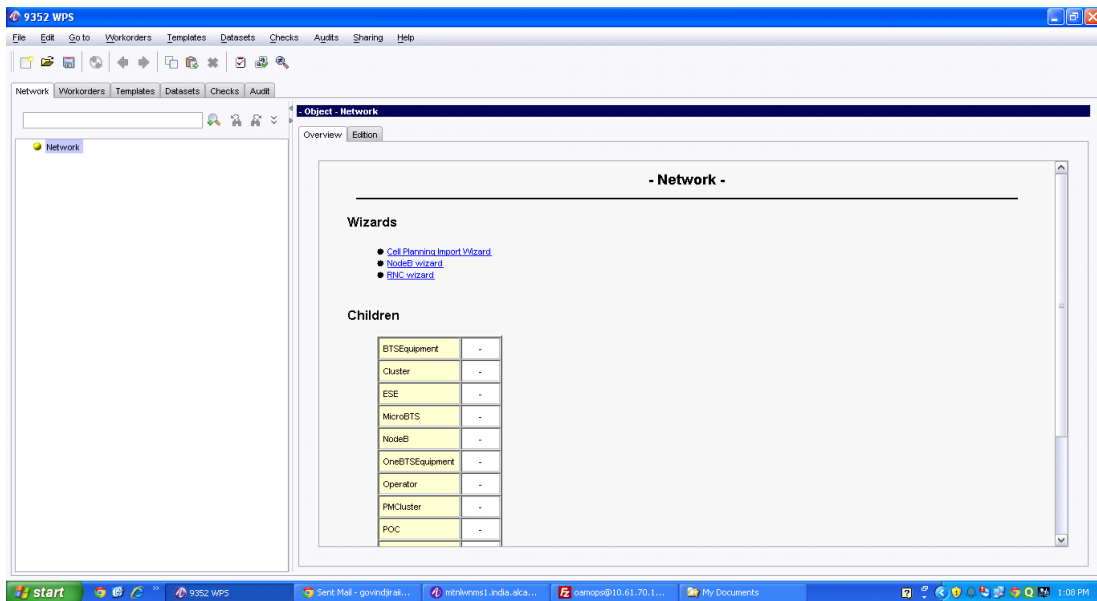 9352 WPS
File Edit Go to Workorders Templates Datasets Checks Audits Sharing Help
Network Workorders Templates Datasets Checks Audit
- Object - Network
Overview Edition
Network
- Network -
Wizards
Cell Planning Import Wizard
NodeB wizard
RNC wizard
Children
BTSEquipment -
Cluster -
ESE -
MicroBTS -
NodeB -
OneBTSEquipment -
Operator -
PMCluster -
POC -
start 9352 WPS Sent Mail - govindjiraii... mtnlwnms1.india.alca... oamops@10.61.70.1... My Documents 1:08 PM